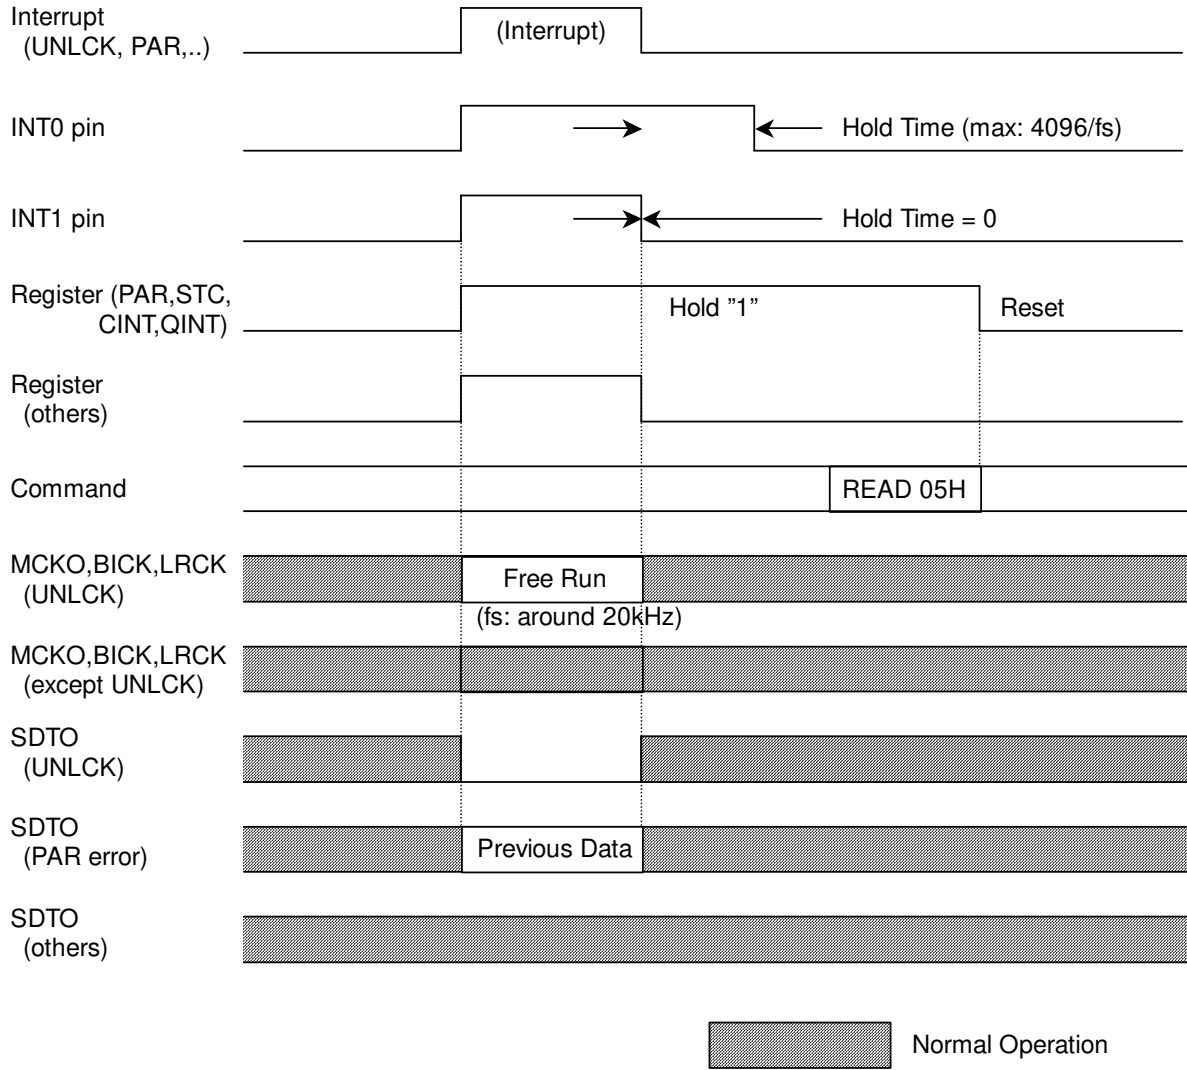 Interrupt
(UNLCK, PAR,..)
(Interrupt)
INT0 pin
Hold Time (max: 4096/fs)
INT1 pin
Hold Time = 0
Register (PAR,STC,
CINT,QINT)
Hold ”1”
Reset
Register
(others)
Command
READ 05H
MCKO,BICK,LRCK
(UNLCK)
Free Run
(fs: around 20kHz)
MCKO,BICK,LRCK
(except UNLCK)
SDTO
(UNLCK)
SDTO
(PAR error)
Previous Data
SDTO
(others)
Normal Operation